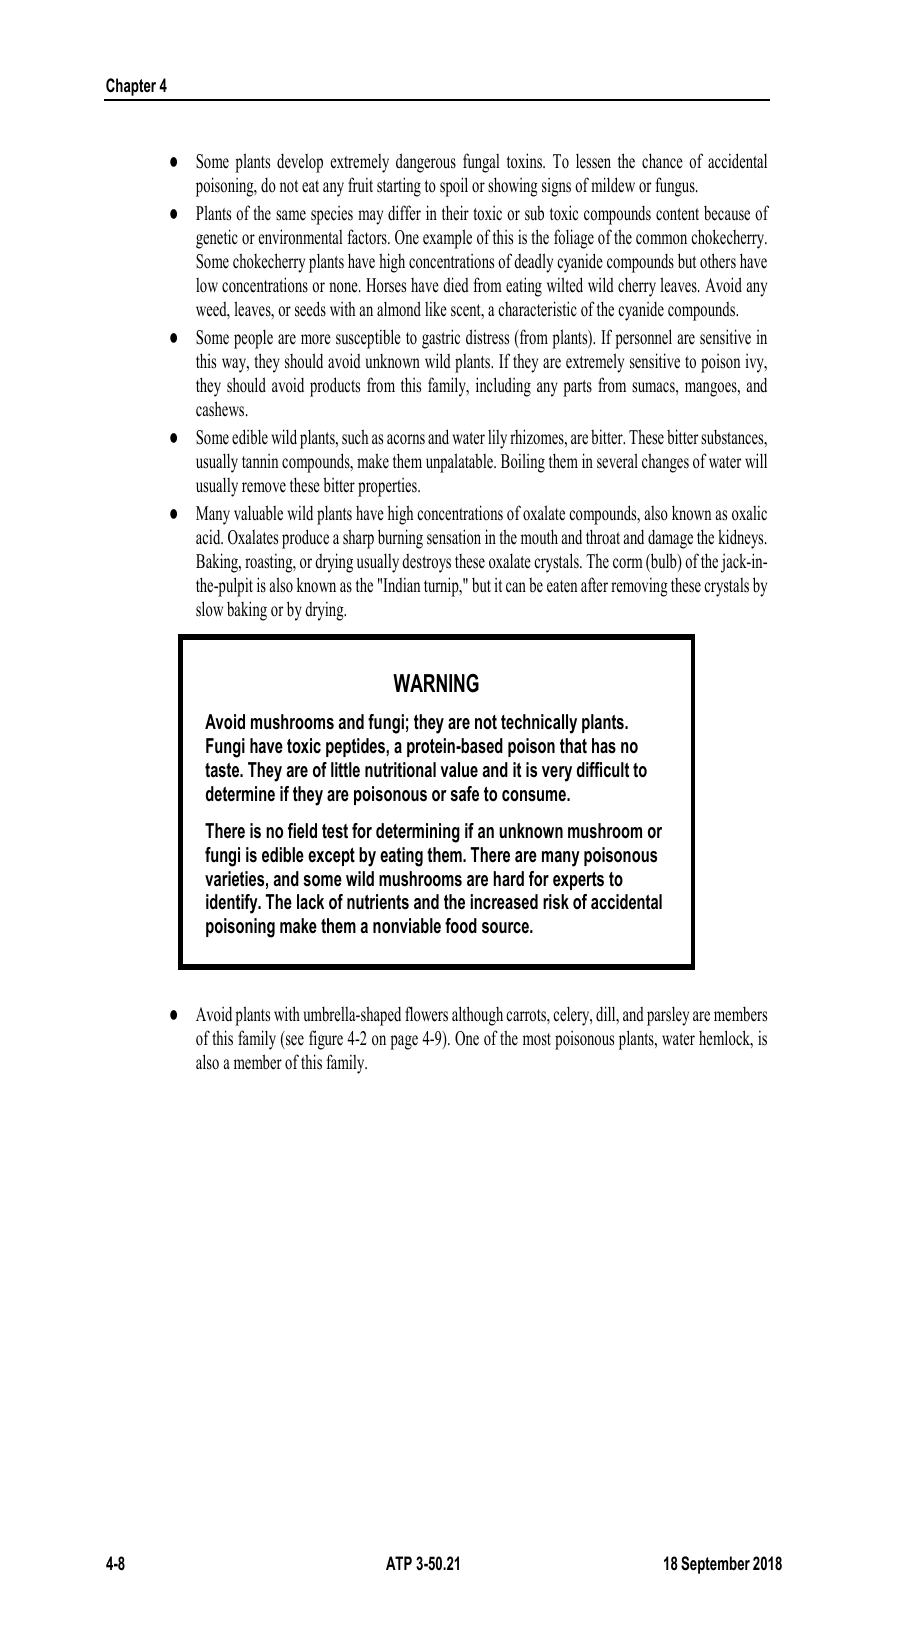 Chapter 4
● Some plants develop extremely dangerous fungal toxins. To lessen the chance of accidental
poisoning, do not eat any fruit starting to spoil or showing signs of mildew or fungus.
● Plants of the same species may differ in their toxic or sub toxic compounds content because of
genetic or environmental factors. One example of this is the foliage of the common chokecherry.
Some chokecherry plants have high concentrations of deadly cyanide compounds but others have
low concentrations or none. Horses have died from eating wilted wild cherry leaves. Avoid any
weed, leaves, or seeds with an almond like scent, a characteristic of the cyanide compounds.
● Some people are more susceptible to gastric distress (from plants). If personnel are sensitive in
this way, they should avoid unknown wild plants. If they are extremely sensitive to poison ivy,
they should avoid products from this family, including any parts from sumacs, mangoes, and
cashews.
● Some edible wild plants, such as acorns and water lily rhizomes, are bitter. These bitter substances,
usually tannin compounds, make them unpalatable. Boiling them in several changes of water will
usually remove these bitter properties.
● Many valuable wild plants have high concentrations of oxalate compounds, also known as oxalic
acid. Oxalates produce a sharp burning sensation in the mouth and throat and damage the kidneys.
Baking, roasting, or drying usually destroys these oxalate crystals. The corm (bulb) of the jack-in-
the-pulpit is also known as the "Indian turnip," but it can be eaten after removing these crystals by
slow baking or by drying.
WARNING
Avoid mushrooms and fungi; they are not technically plants.
Fungi have toxic peptides, a protein-based poison that has no
taste. They are of little nutritional value and it is very difficult to
determine if they are poisonous or safe to consume.
There is no field test for determining if an unknown mushroom or
fungi is edible except by eating them. There are many poisonous
varieties, and some wild mushrooms are hard for experts to
identify. The lack of nutrients and the increased risk of accidental
poisoning make them a nonviable food source.
● Avoid plants with umbrella-shaped flowers although carrots, celery, dill, and parsley are members
of this family (see figure 4-2 on page 4-9). One of the most poisonous plants, water hemlock, is
also a member of this family.
4-8 ATP 3-50.21 18 September 2018